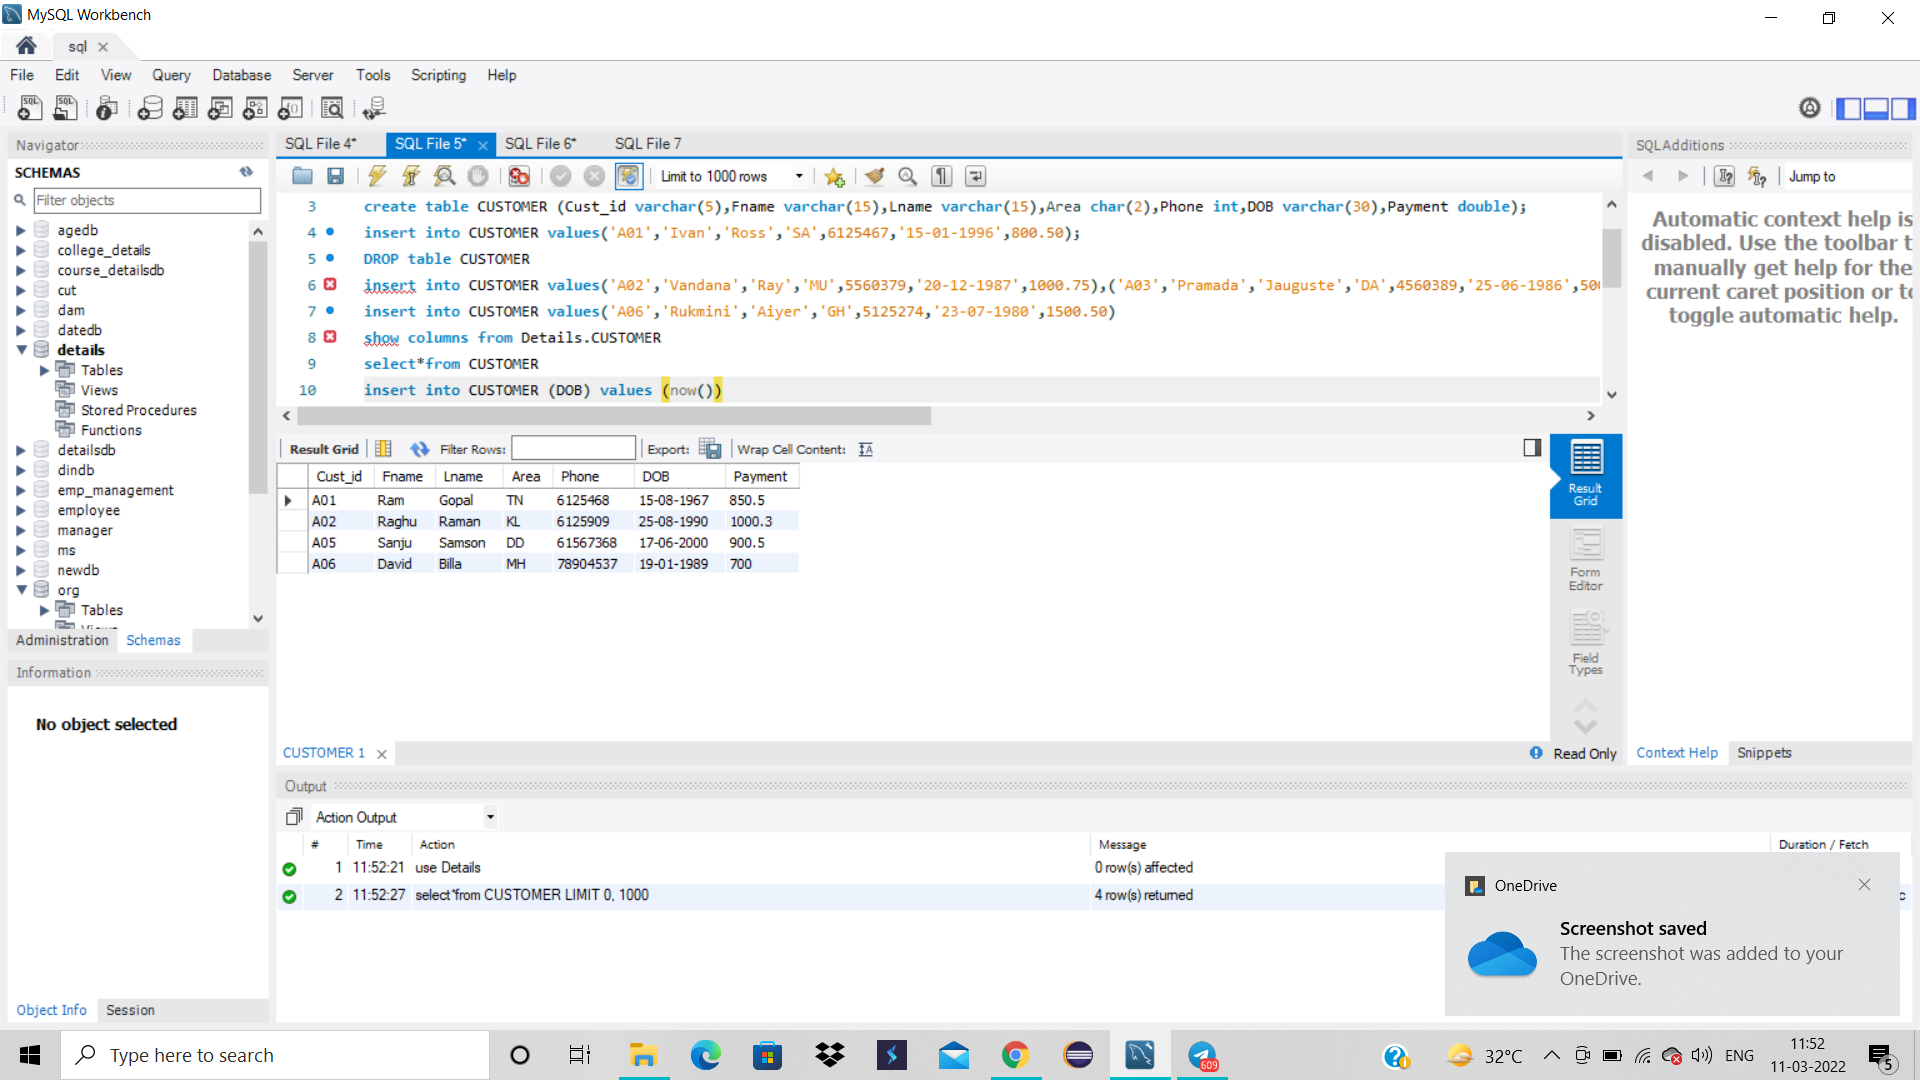 MySQL Workbench
sql
File Edit View Query Database Server Tools Scripting Help
Navigator
SCHEMAS
Filter objects
agedb
college_details
course_detailsdb
cut
dam
datedb
details
Tables
Views
Stored Procedures
Functions
detailsdb
dindb
emp_management
employee
manager
ms
newdb
org
Tables
Administration Schemas
Information
No object selected
Object Info Session
SQL File 4* SQL File 5* SQL File 6* SQL File 7
Limit to 1000 rows
3 create table CUSTOMER (Cust_id varchar(5),Fname varchar(15),Lname varchar(15),Area char(2),Phone int,DOB varchar(30),Payment double);
4 insert into CUSTOMER values('A01','Ivan','Ross','SA',6125467,'15-01-1996',800.50);
5 DROP table CUSTOMER
6 insert into CUSTOMER values('A02','Vandana','Ray','MU',5560379,'20-12-1987',1000.75),('A03','Pramada','Jauguste','DA',4560389,'25-06-1986',
7 insert into CUSTOMER values('A06','Rukmini','Aiyer','GH',5125274,'23-07-1980',1500.50)
8 show columns from Details.CUSTOMER
9 select*from CUSTOMER
10 insert into CUSTOMER (DOB) values (now())
Result Grid Filter Rows: Export: Wrap Cell Content:
Cust_id Fname Lname Area Phone DOB Payment
A01 Ram Gopal TN 6125468 15-08-1967 850.5
A02 Raghu Raman KL 6125909 25-08-1990 1000.3
A05 Sanju Samson DD 61567368 17-06-2000 900.5
A06 David Billa MH 78904537 19-01-1989 700
Result
Grid
Form
Editor
Field
Types
CUSTOMER 1
Read Only
Output
Action Output
# Time Action Message Duration / Fetch
1 11:52:21 use Details 0 row(s) affected
2 11:52:27 select*from CUSTOMER LIMIT 0, 1000 4 row(s) returned
SQLAdditions
Jump to
Automatic context help is
disabled. Use the toolbar t
manually get help for the
current caret position or to
toggle automatic help.
Context Help Snippets
OneDrive
Screenshot saved
The screenshot was added to your
OneDrive.
Type here to search
609
32°C
ENG
11:52
11-03-2022
5